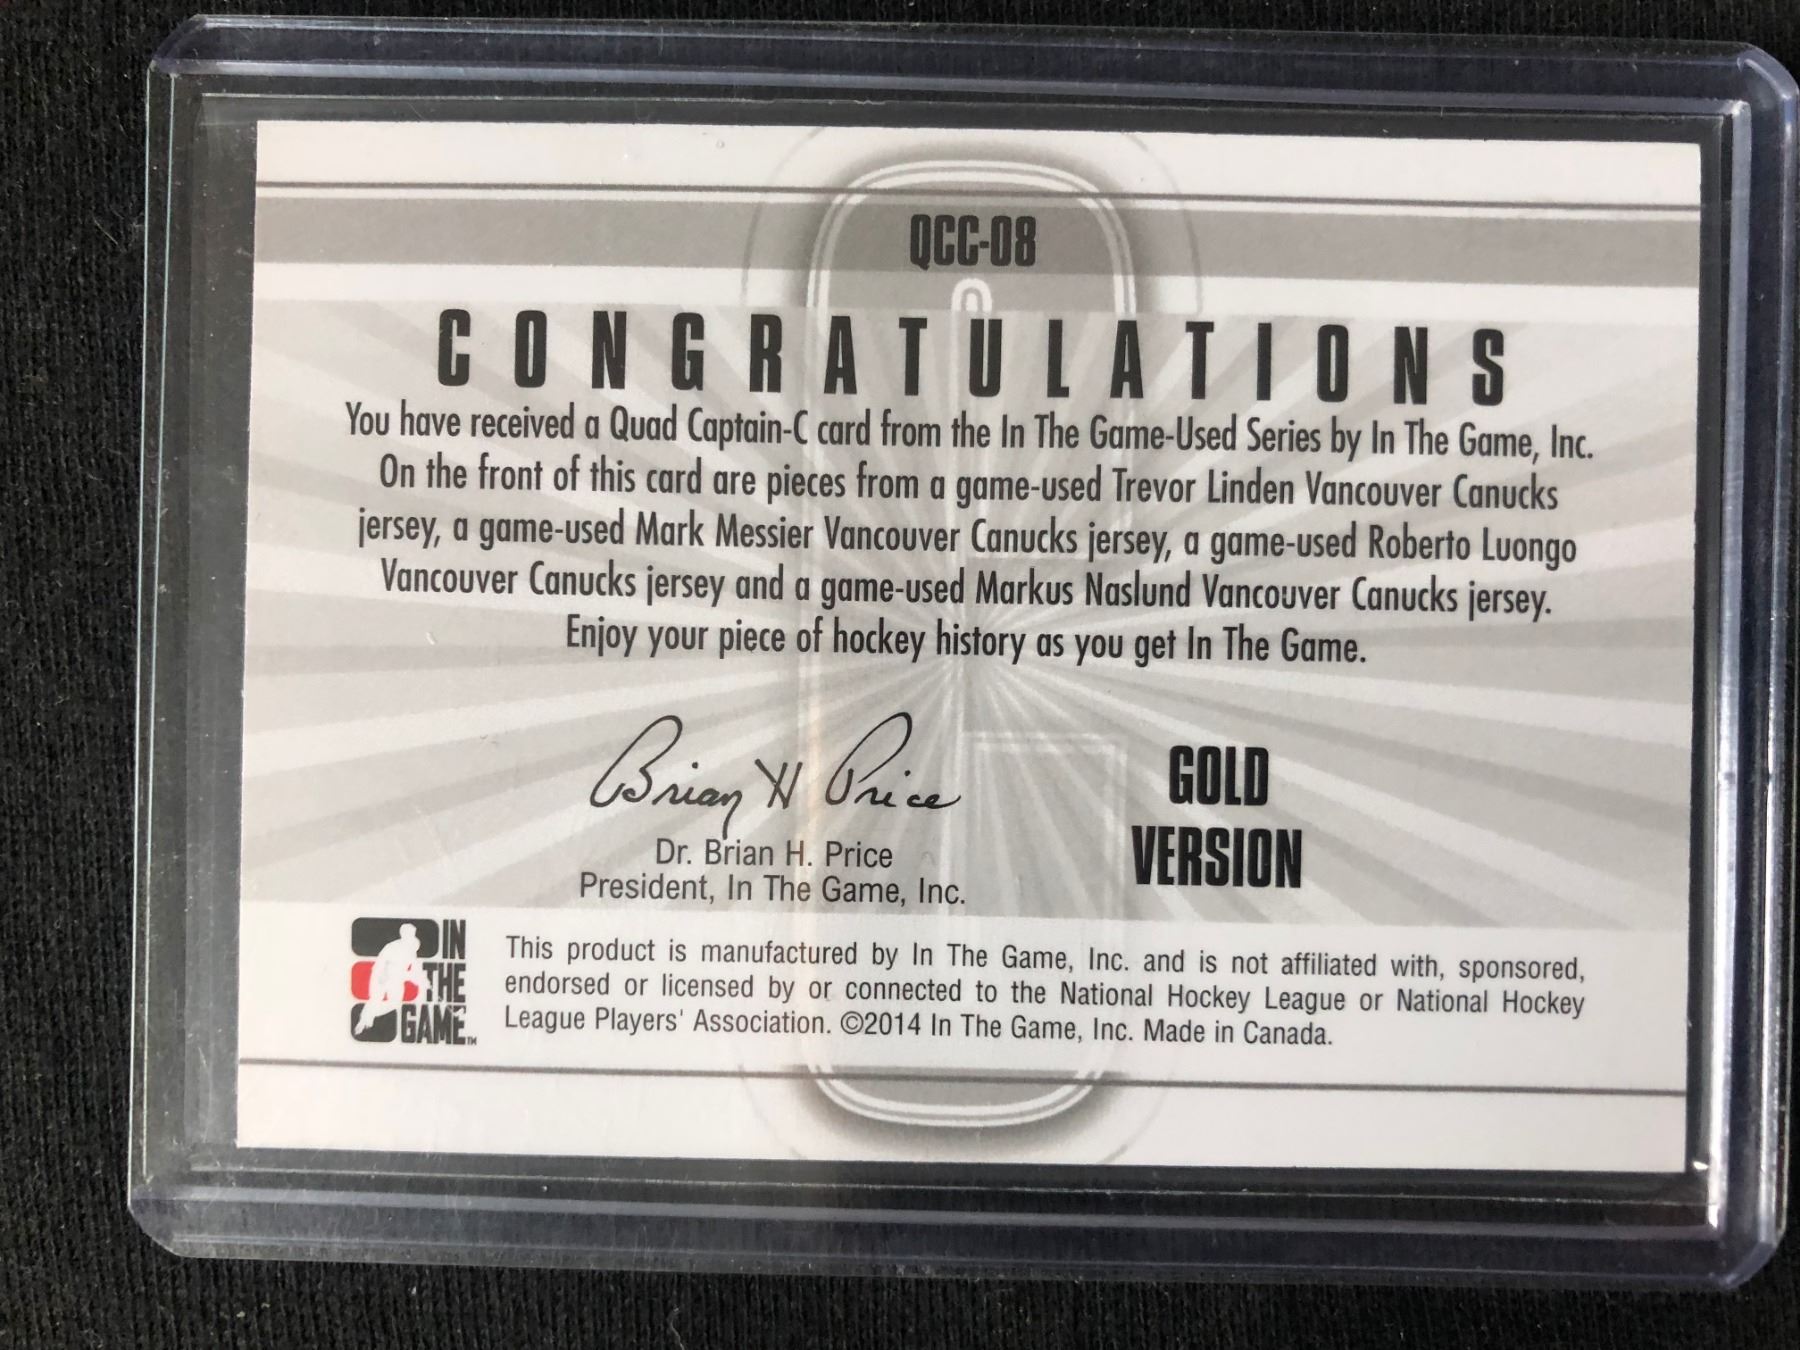 QCC-08
CONGRATULATIONS
You have received a Quad Captain-C card from the In The Game-Used Series by In The Game, Inc.
On the front of this card are pieces from a game-used Trevor Linden Vancouver Canucks
jersey, a game-used Mark Messier Vancouver Canucks jersey, a game-used Roberto Luongo
Vancouver Canucks jersey and a game-used Markus Naslund Vancouver Canucks jersey.
Enjoy your piece of hockey history as you get In The Game.
Brian H Price
Dr. Brian H. Price
President, In The Game, Inc.
GOLD
VERSION
IN
THE
GAME™
This product is manufactured by In The Game, Inc. and is not affiliated with, sponsored,
endorsed or licensed by or connected to the National Hockey League or National Hockey
League Players' Association. ©2014 In The Game, Inc. Made in Canada.